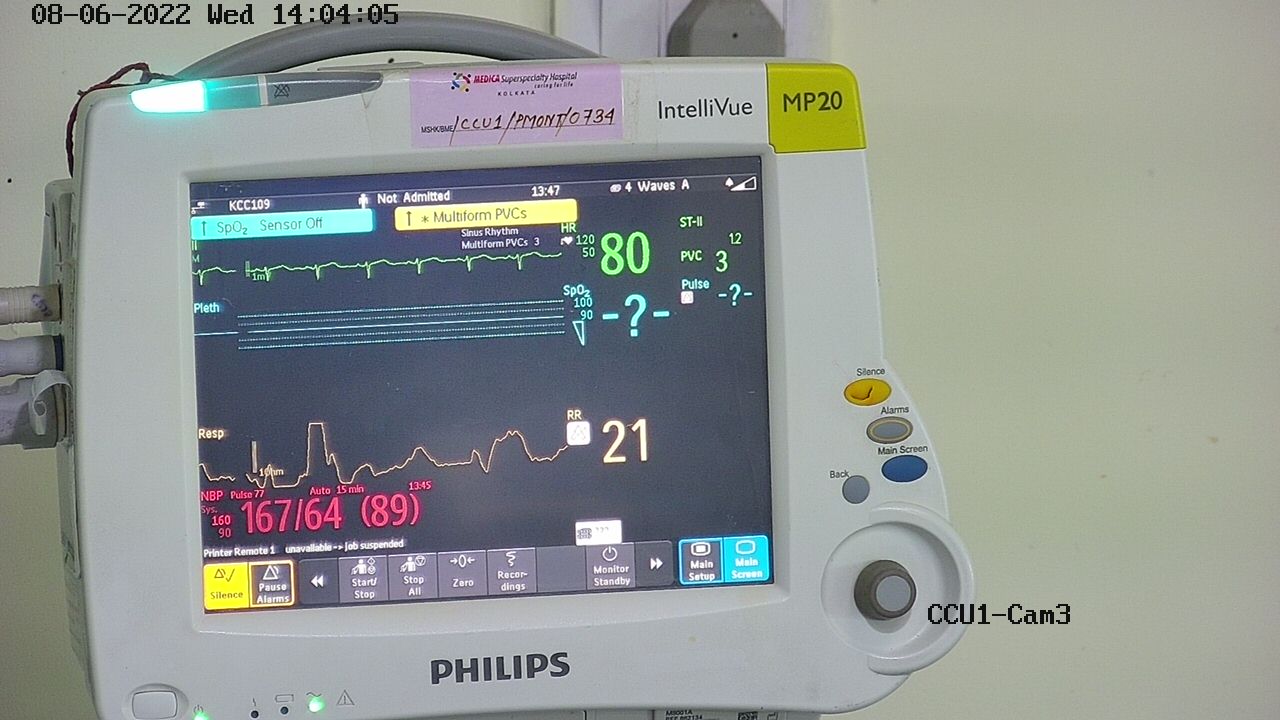 08-06-2022 Wed 14:04:05
MEDICA Superspecialty Hospital
caring for life
KOLKATA
MSHK/BME/CCU1/PMONT/0734
IntelliVue
MP20
KCC109
Not Admitted
13:47
4 Waves A
↑ SpO₂ Sensor Off
↑ * Multiform PVCs
Sinus Rhythm
Multiform PVCs 3
HR
120
50
80
ST-II
1.2
PVC 3
II
M
1mV
Pulse
-?-
Pleth
SpO₂
100
90
-?-
Resp
RR
21
NBP Pulse 77 Auto 15 min 13:45
Sys.
160
90
167/64 (89)
Printer Remote 1 unavailable -- job suspended
Silence
Pause Alarms
Start/ Stop
Stop All
→0← Zero
Recor- dings
Monitor Standby
Main Setup
Main Screen
Silence
Alarms
Main Screen
Back
CCU1-Cam3
PHILIPS